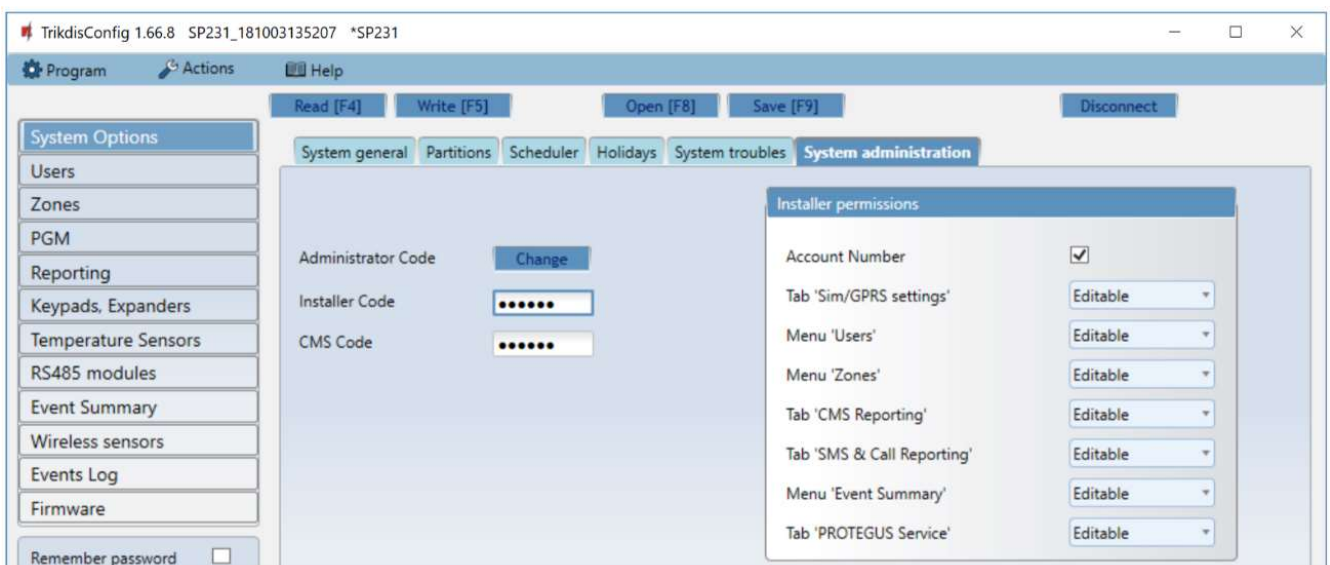 TrikdisConfig 1.66.8 SP231_181003135207 *SP231
Program Actions Help
Read [F4] Write [F5] Open [F8] Save [F9] Disconnect
System Options
Users
Zones
PGM
Reporting
Keypads, Expanders
Temperature Sensors
RS485 modules
Event Summary
Wireless sensors
Events Log
Firmware
Remember password
System general Partitions Scheduler Holidays System troubles System administration
Administrator Code Change
Installer Code ••••••
CMS Code ••••••
Installer permissions
Account Number
Tab 'Sim/GPRS settings' Editable
Menu 'Users' Editable
Menu 'Zones' Editable
Tab 'CMS Reporting' Editable
Tab 'SMS & Call Reporting' Editable
Menu 'Event Summary' Editable
Tab 'PROTEGUS Service' Editable